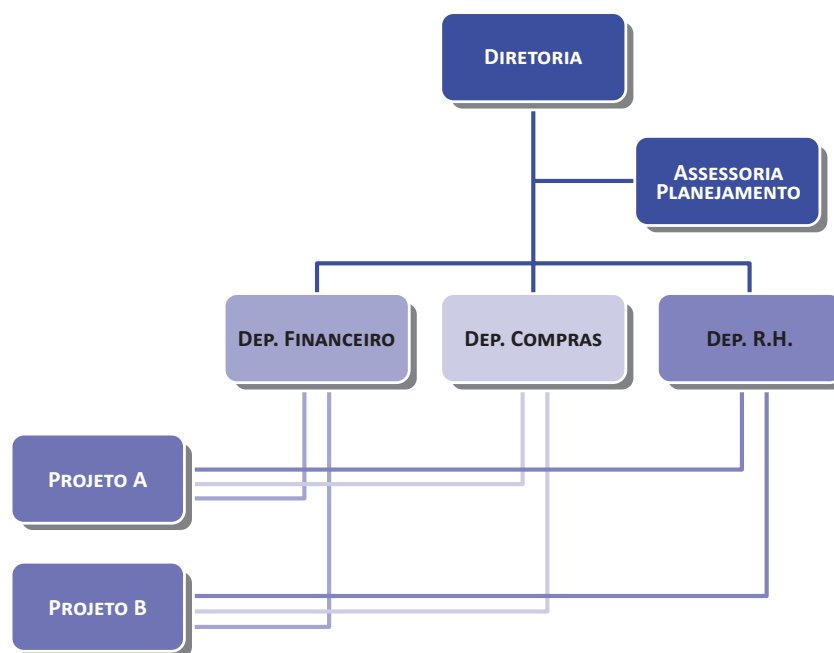 DIRETORIA
ASSESSORIA
PLANEJAMENTO
DEP. FINANCEIRO
DEP. COMPRAS
DEP. R.H.
PROJETO A
PROJETO B